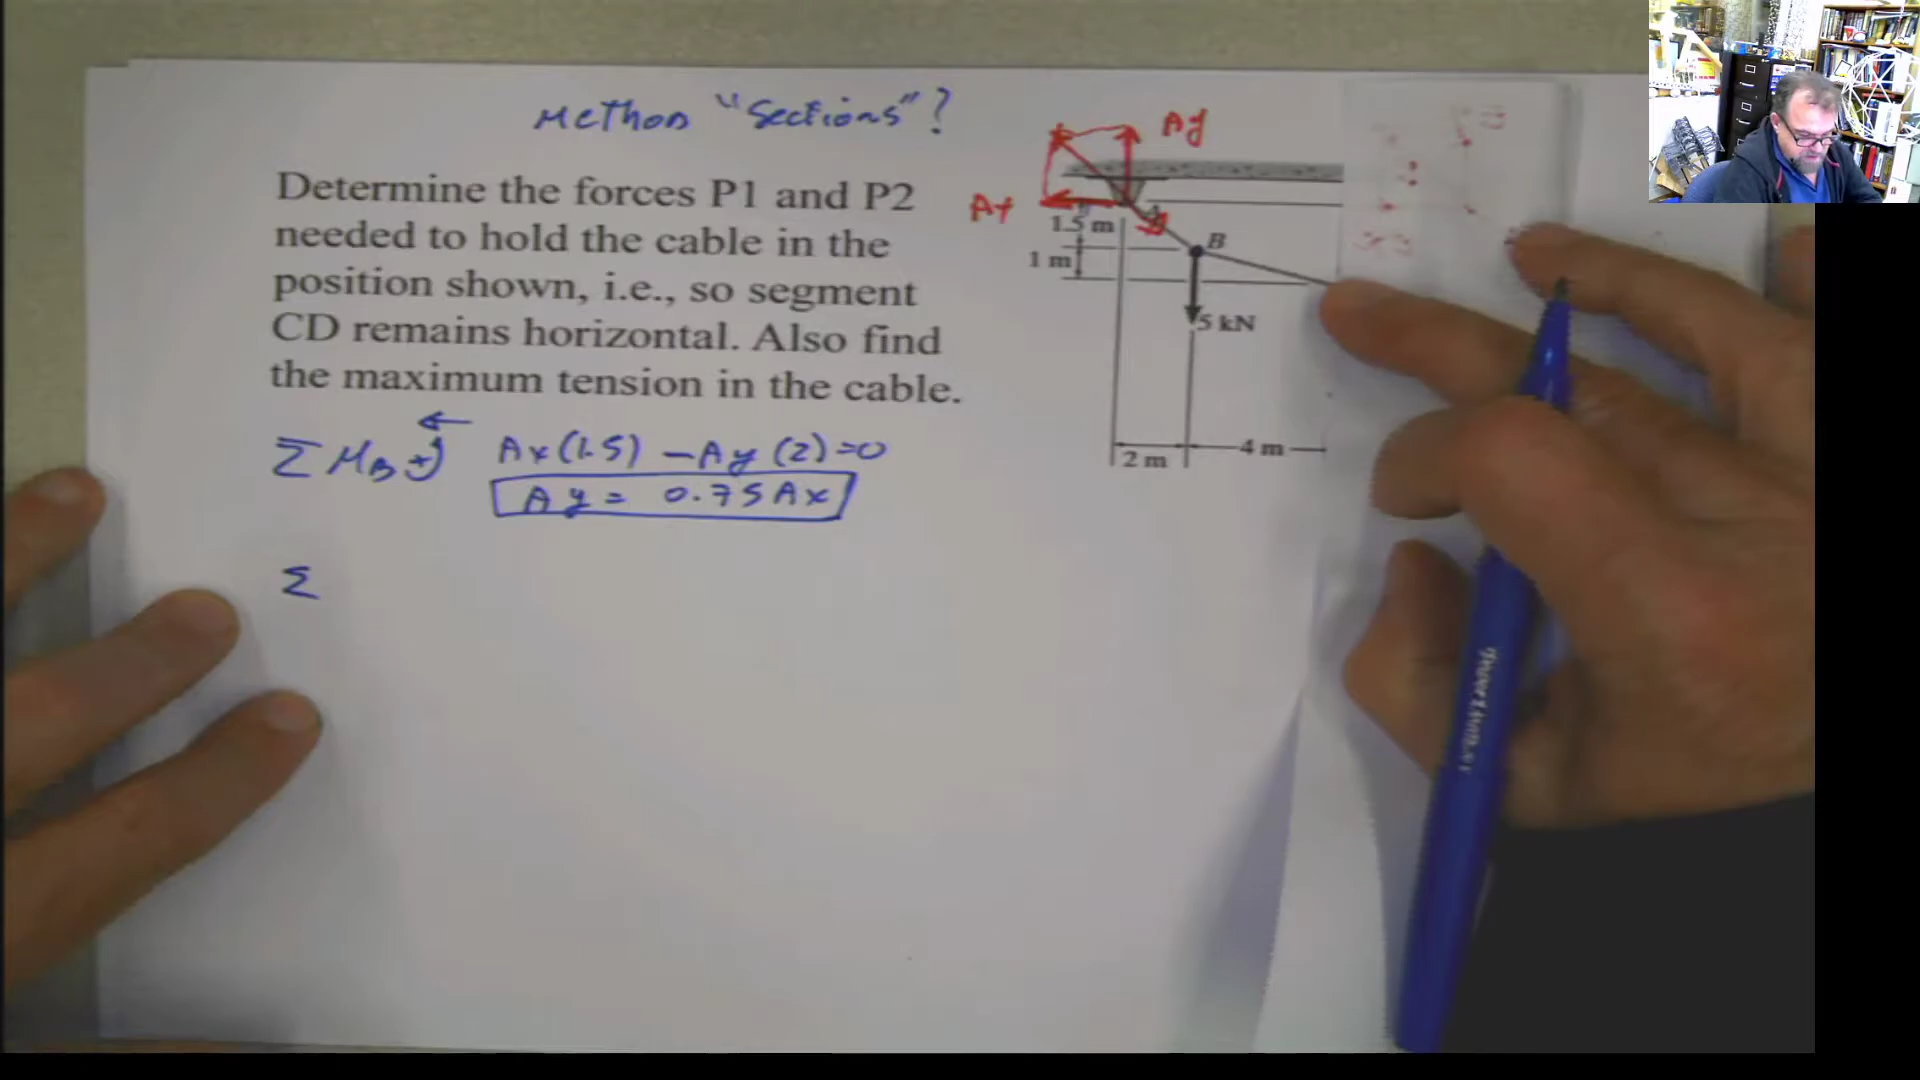 Method "Sections"?
Determine the forces P1 and P2
needed to hold the cable in the
position shown, i.e., so segment
CD remains horizontal. Also find
the maximum tension in the cable.
ΣM_B + Ax(1.5) - Ay(2)=0
Ay = 0.75Ax
Σ
Ay
Ax
A
1.5 m
B
1 m
5 kN
2 m
4 m